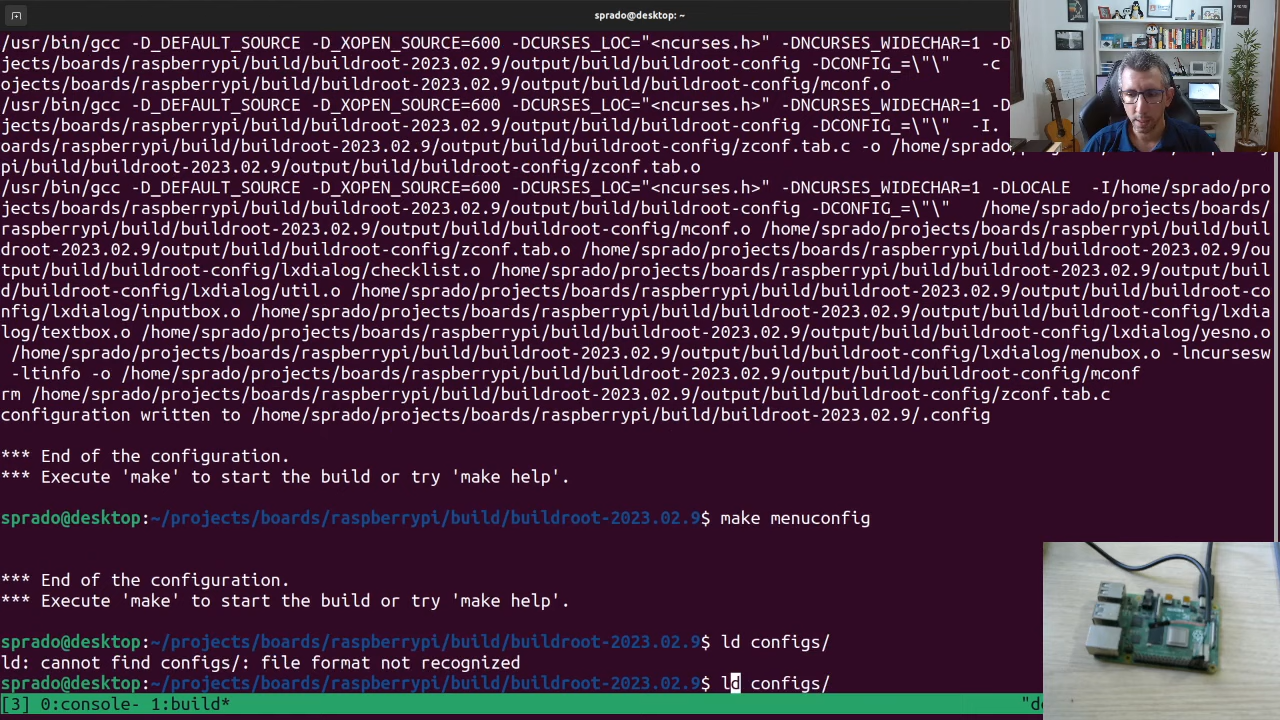 sprado@desktop: ~
/usr/bin/gcc -D_DEFAULT_SOURCE -D_XOPEN_SOURCE=600 -DCURSES_LOC="<ncurses.h>" -DNCURSES_WIDECHAR=1 -D
jects/boards/raspberrypi/build/buildroot-2023.02.9/output/build/buildroot-config -DCONFIG_=\"\"   -c
ojects/boards/raspberrypi/build/buildroot-2023.02.9/output/build/buildroot-config/mconf.o
/usr/bin/gcc -D_DEFAULT_SOURCE -D_XOPEN_SOURCE=600 -DCURSES_LOC="<ncurses.h>" -DNCURSES_WIDECHAR=1 -D
jects/boards/raspberrypi/build/buildroot-2023.02.9/output/build/buildroot-config -DCONFIG_=\"\"  -I.
oards/raspberrypi/build/buildroot-2023.02.9/output/build/buildroot-config/zconf.tab.c -o /home/sprado/
pi/build/buildroot-2023.02.9/output/build/buildroot-config/zconf.tab.o
/usr/bin/gcc -D_DEFAULT_SOURCE -D_XOPEN_SOURCE=600 -DCURSES_LOC="<ncurses.h>" -DNCURSES_WIDECHAR=1 -DLOCALE  -I/home/sprado/pro
jects/boards/raspberrypi/build/buildroot-2023.02.9/output/build/buildroot-config -DCONFIG_=\"\"   /home/sprado/projects/boards/
raspberrypi/build/buildroot-2023.02.9/output/build/buildroot-config/mconf.o /home/sprado/projects/boards/raspberrypi/build/buil
droot-2023.02.9/output/build/buildroot-config/zconf.tab.o /home/sprado/projects/boards/raspberrypi/build/buildroot-2023.02.9/ou
tput/build/buildroot-config/lxdialog/checklist.o /home/sprado/projects/boards/raspberrypi/build/buildroot-2023.02.9/output/buil
d/buildroot-config/lxdialog/util.o /home/sprado/projects/boards/raspberrypi/build/buildroot-2023.02.9/output/build/buildroot-co
nfig/lxdialog/inputbox.o /home/sprado/projects/boards/raspberrypi/build/buildroot-2023.02.9/output/build/buildroot-config/lxdia
log/textbox.o /home/sprado/projects/boards/raspberrypi/build/buildroot-2023.02.9/output/build/buildroot-config/lxdialog/yesno.o
 /home/sprado/projects/boards/raspberrypi/build/buildroot-2023.02.9/output/build/buildroot-config/lxdialog/menubox.o -lncursesw
 -ltinfo -o /home/sprado/projects/boards/raspberrypi/build/buildroot-2023.02.9/output/build/buildroot-config/mconf
rm /home/sprado/projects/boards/raspberrypi/build/buildroot-2023.02.9/output/build/buildroot-config/zconf.tab.c
configuration written to /home/sprado/projects/boards/raspberrypi/build/buildroot-2023.02.9/.config
*** End of the configuration.
*** Execute 'make' to start the build or try 'make help'.
sprado@desktop:~/projects/boards/raspberrypi/build/buildroot-2023.02.9$ make menuconfig
*** End of the configuration.
*** Execute 'make' to start the build or try 'make help'.
sprado@desktop:~/projects/boards/raspberrypi/build/buildroot-2023.02.9$ ld configs/
ld: cannot find configs/: file format not recognized
sprado@desktop:~/projects/boards/raspberrypi/build/buildroot-2023.02.9$ ld configs/
[3] 0:console- 1:build*                                                                               "de